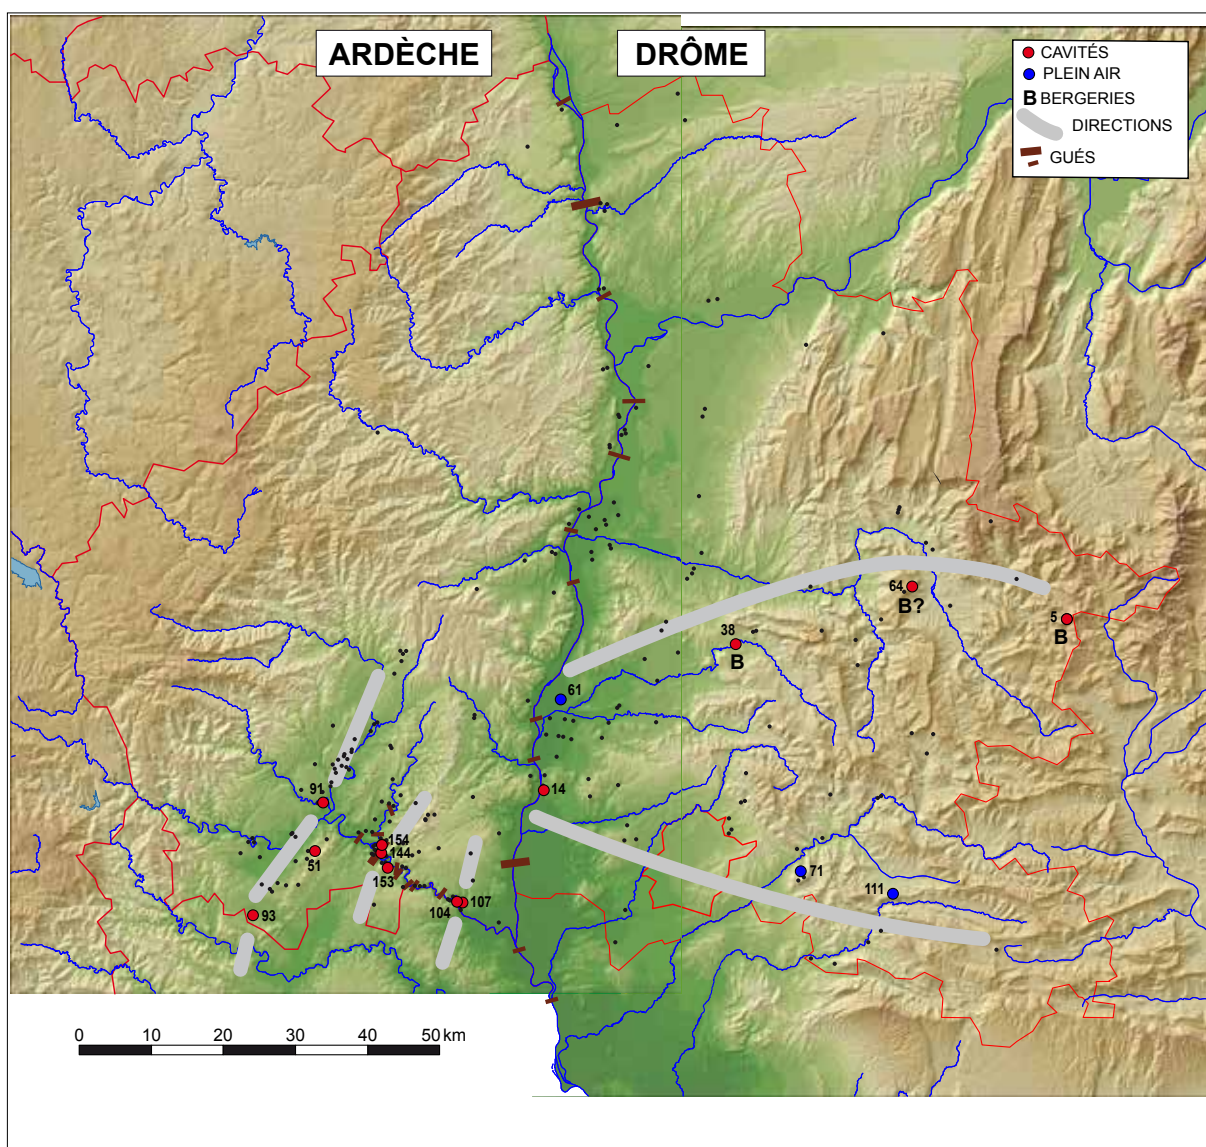 ARDÈCHE
DRÔME
CAVITÉS
PLEIN AIR
B BERGERIES
DIRECTIONS
GUÉS
64
B?
5
B
38
B
61
14
91
154
144
51
153
71
111
93
104
107
0 10 20 30 40 50 km